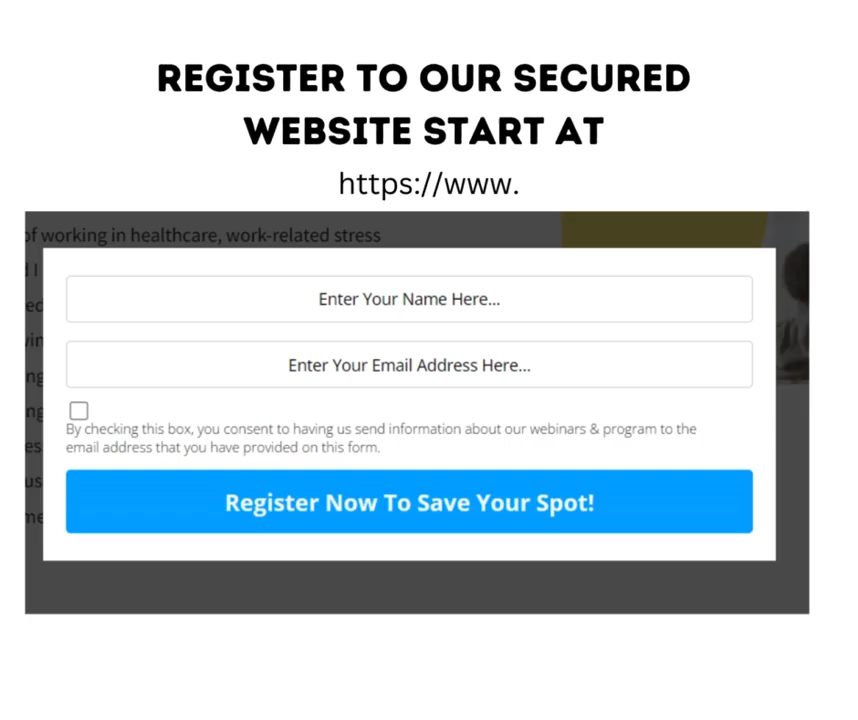 REGISTER TO OUR SECURED
WEBSITE START AT
https://www.
of working in healthcare, work-related stress
Enter Your Name Here...
Enter Your Email Address Here...
By checking this box, you consent to having us send information about our webinars & program to the
email address that you have provided on this form.
Register Now To Save Your Spot!